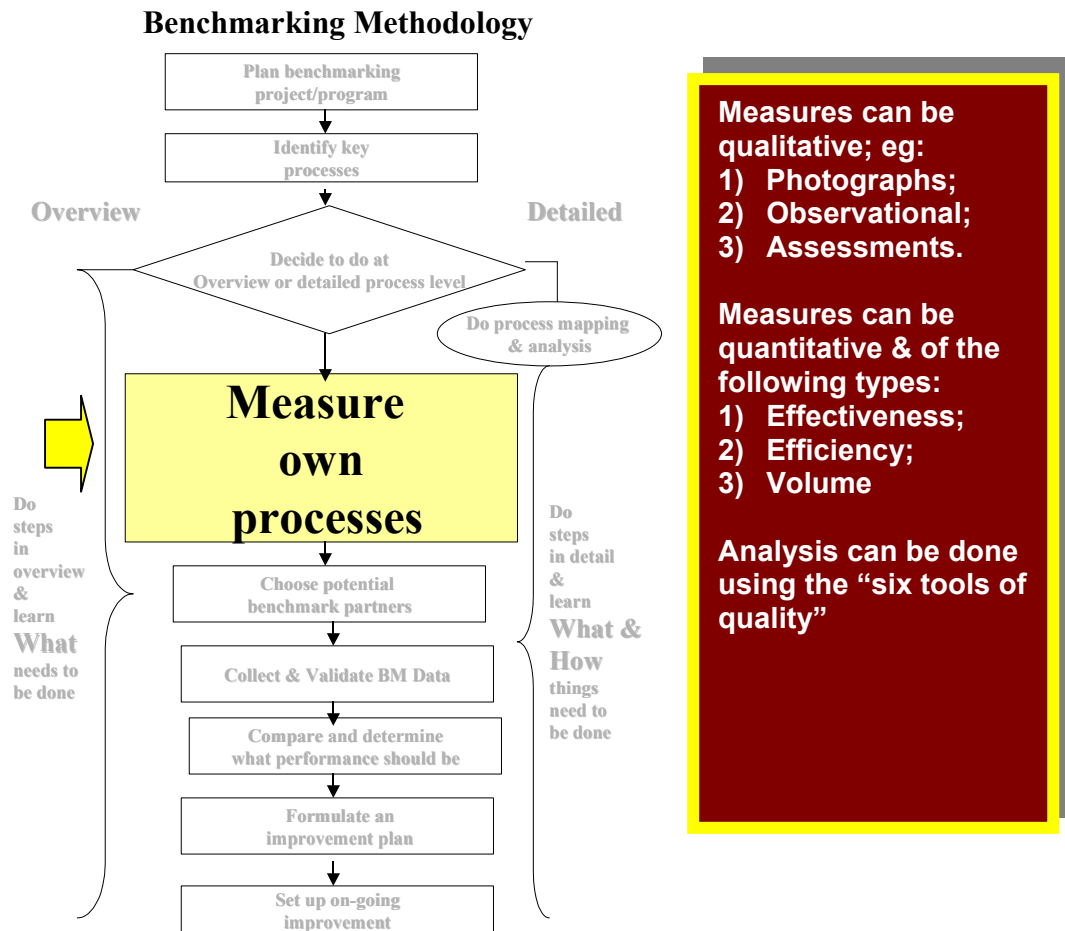 Benchmarking Methodology
Plan benchmarking
project/program
Identify key
processes
Overview
Detailed
Decide to do at
Overview or detailed process level
Do process mapping
& analysis
Measure
own
processes
Do
steps
in
overview
&
learn
What
needs to
be done
Do
steps
in detail
&
learn
What &
How
things
need to
be done
Choose potential
benchmark partners
Collect & Validate BM Data
Compare and determine
what performance should be
Formulate an
improvement plan
Set up on-going
improvement
Measures can be
qualitative; eg:
1) Photographs;
2) Observational;
3) Assessments.
Measures can be
quantitative & of the
following types:
1) Effectiveness;
2) Efficiency;
3) Volume
Analysis can be done
using the “six tools of
quality”